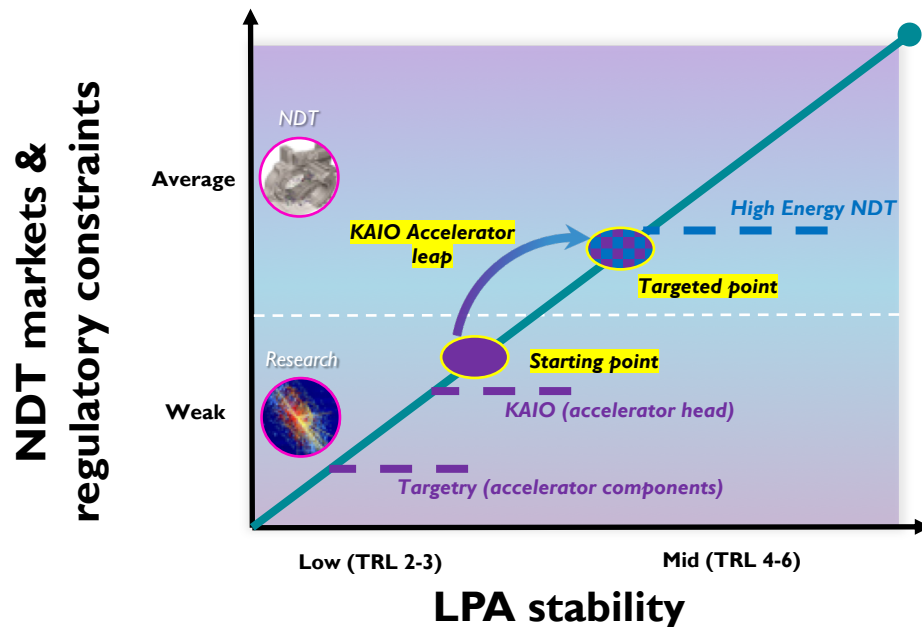 NDT markets &
regulatory constraints
Average
Weak
NDT
KAIO Accelerator
leap
High Energy NDT
Targeted point
Research
Starting point
KAIO (accelerator head)
Targetry (accelerator components)
Low (TRL 2-3)
Mid (TRL 4-6)
LPA stability